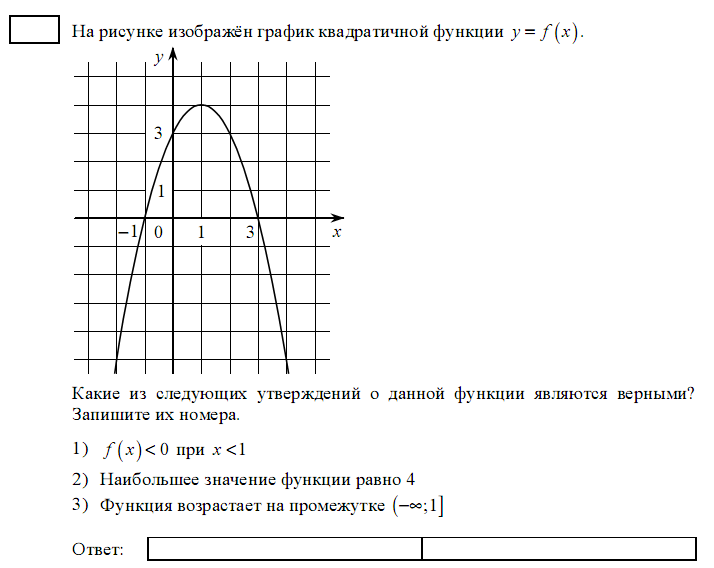 На рисунке изображён график квадратичной функции y = f(x).
y
3
1
−1 0 1 3 x
Какие из следующих утверждений о данной функции являются верными?
Запишите их номера.
1) f(x) < 0 при x < 1
2) Наибольшее значение функции равно 4
3) Функция возрастает на промежутке (−∞;1]
Ответ: